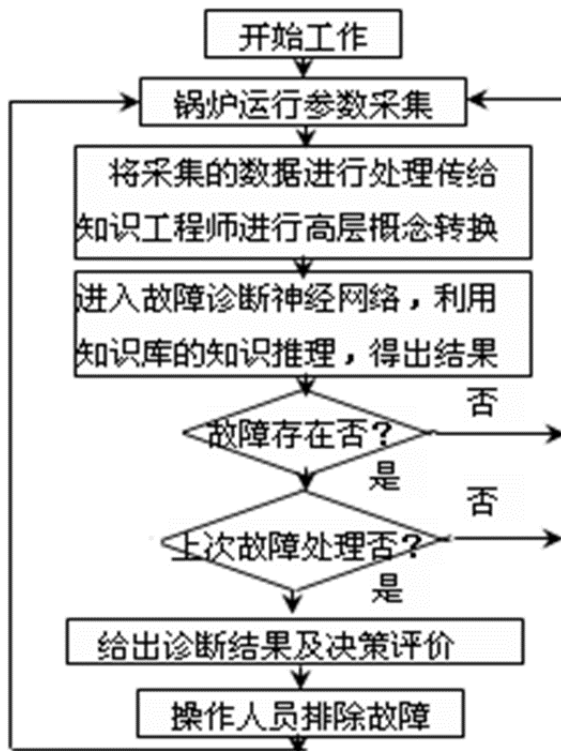 开始工作
锅炉运行参数采集
将采集的数据进行处理传给
知识工程师进行高层概念转换
进入故障诊断神经网络，利用
知识库的知识推理，得出结果
否
故障存在否？
是
否
上次故障处理否？
是
给出诊断结果及决策评价
操作人员排除故障